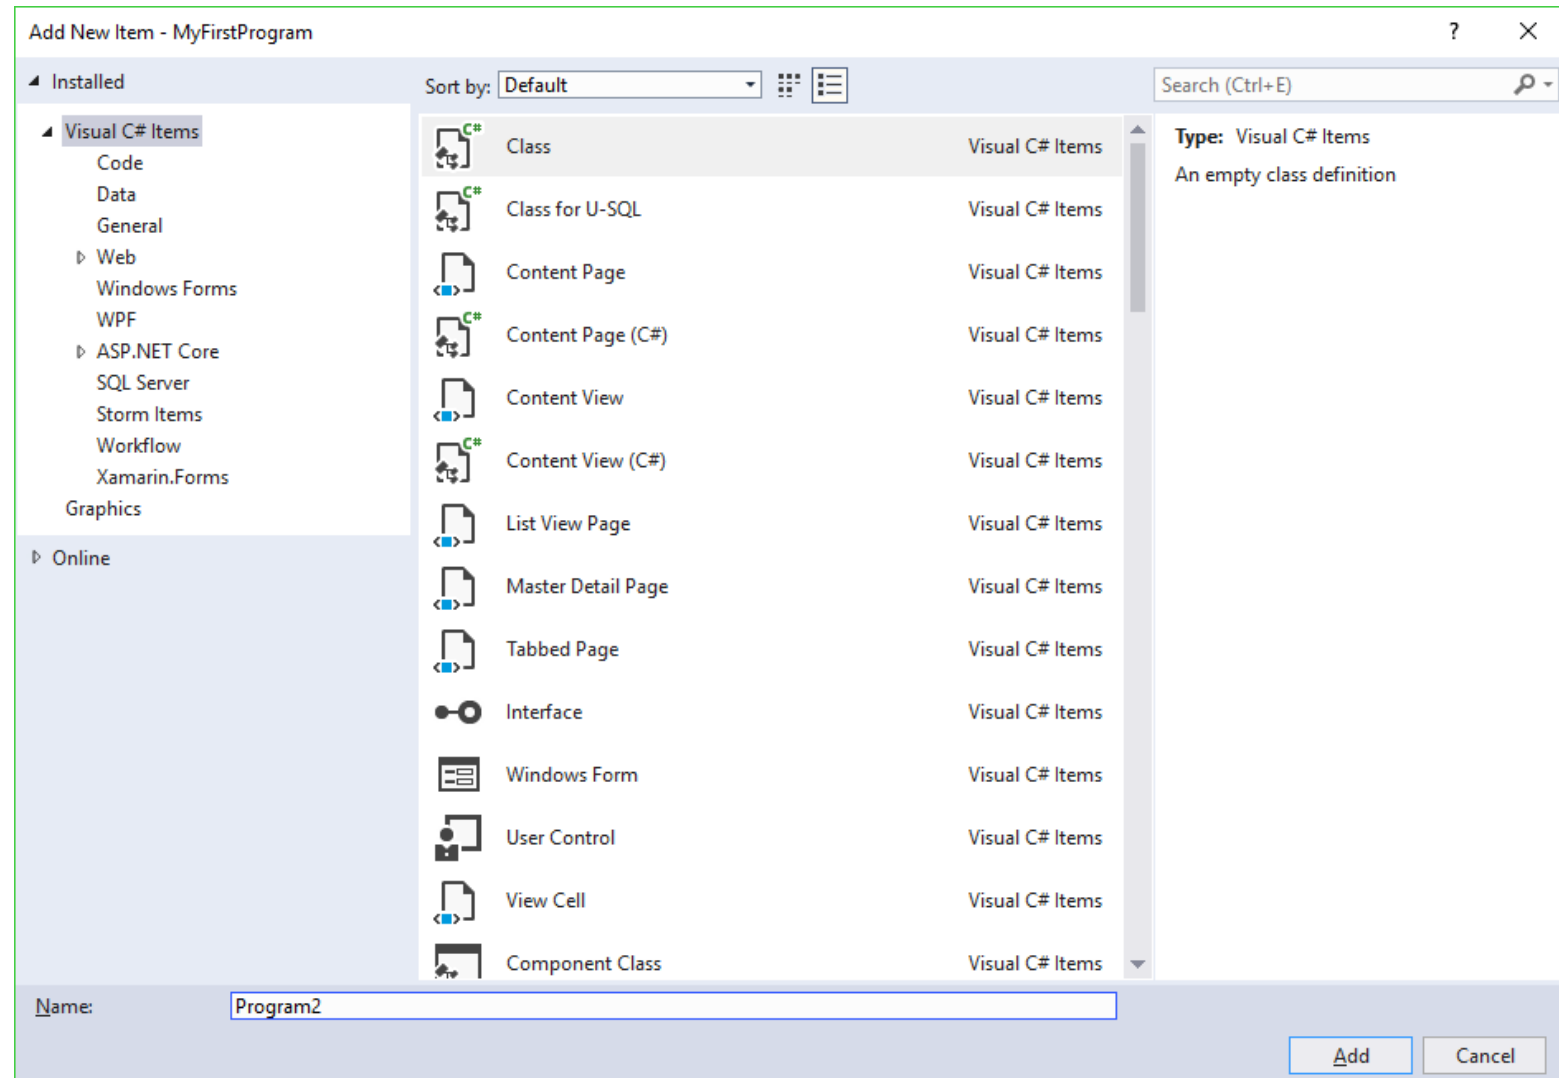 Add New Item - MyFirstProgram
?
Installed
Sort by: Default
Search (Ctrl+E)
Visual C# Items
Code
Data
General
Web
Windows Forms
WPF
ASP.NET Core
SQL Server
Storm Items
Workflow
Xamarin.Forms
Graphics
Online
C# Class Visual C# Items
C# Class for U-SQL Visual C# Items
Content Page Visual C# Items
C# Content Page (C#) Visual C# Items
Content View Visual C# Items
C# Content View (C#) Visual C# Items
List View Page Visual C# Items
Master Detail Page Visual C# Items
Tabbed Page Visual C# Items
Interface Visual C# Items
Windows Form Visual C# Items
User Control Visual C# Items
View Cell Visual C# Items
Component Class Visual C# Items
Type: Visual C# Items
An empty class definition
Name: Program2
Add Cancel